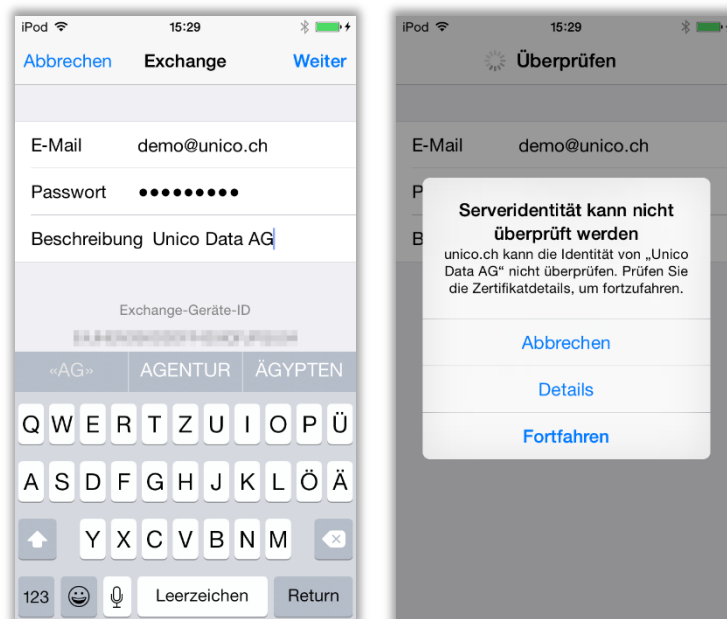 iPod 15:29
Abbrechen Exchange Weiter
E-Mail demo@unico.ch
Passwort ●●●●●●●●●
Beschreibung Unico Data AG
Exchange-Geräte-ID
«AG» AGENTUR ÄGYPTEN
Q W E R T Z U I O P Ü
A S D F G H J K L Ö Ä
Y X C V B N M
123 Leerzeichen Return
iPod 15:29
Überprüfen
E-Mail demo@unico.ch
P
B
Serveridentität kann nicht
überprüft werden
unico.ch kann die Identität von „Unico
Data AG“ nicht überprüfen. Prüfen Sie
die Zertifikatdetails, um fortzufahren.
Abbrechen
Details
Fortfahren